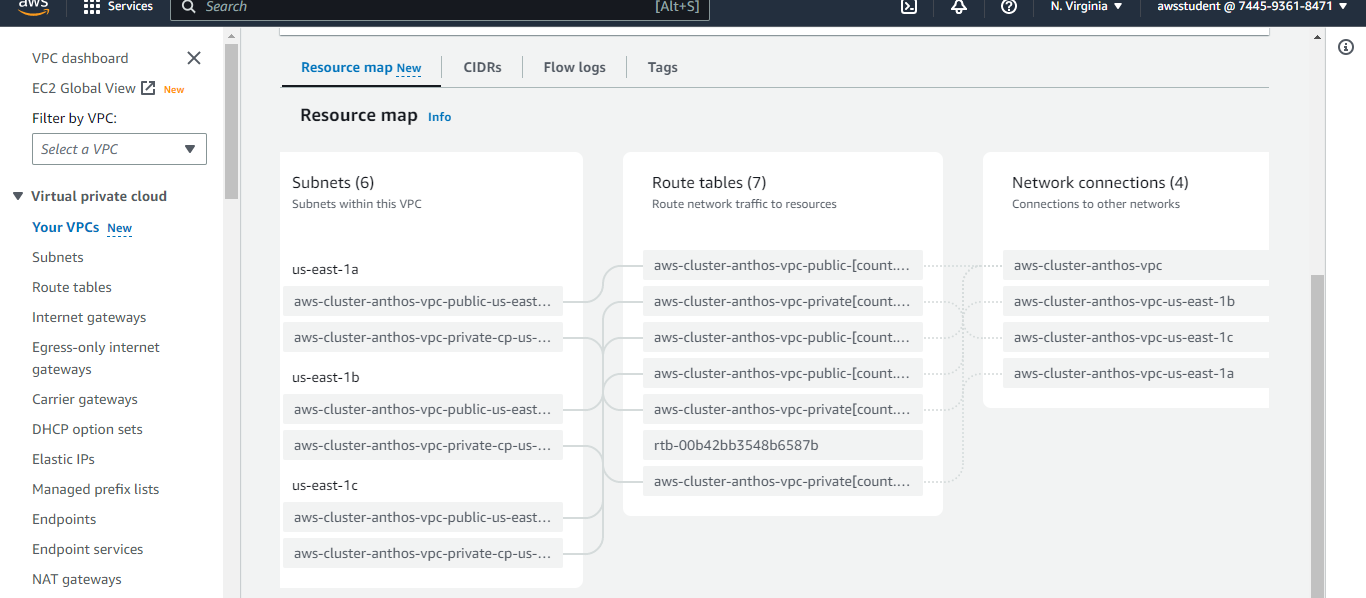 aws
Services
Search
[Alt+S]
N. Virginia
awsstudent @ 7445-9361-8471
VPC dashboard
EC2 Global View New
Filter by VPC:
Select a VPC
Virtual private cloud
Your VPCs New
Subnets
Route tables
Internet gateways
Egress-only internet
gateways
Carrier gateways
DHCP option sets
Elastic IPs
Managed prefix lists
Endpoints
Endpoint services
NAT gateways
Resource map New
CIDRs
Flow logs
Tags
Resource map Info
Subnets (6)
Subnets within this VPC
us-east-1a
aws-cluster-anthos-vpc-public-us-east...
aws-cluster-anthos-vpc-private-cp-us-...
us-east-1b
aws-cluster-anthos-vpc-public-us-east...
aws-cluster-anthos-vpc-private-cp-us-...
us-east-1c
aws-cluster-anthos-vpc-public-us-east...
aws-cluster-anthos-vpc-private-cp-us-...
Route tables (7)
Route network traffic to resources
aws-cluster-anthos-vpc-public-[count....
aws-cluster-anthos-vpc-private[count....
aws-cluster-anthos-vpc-public-[count....
aws-cluster-anthos-vpc-public-[count....
aws-cluster-anthos-vpc-private[count....
rtb-00b42bb3548b6587b
aws-cluster-anthos-vpc-private[count....
Network connections (4)
Connections to other networks
aws-cluster-anthos-vpc
aws-cluster-anthos-vpc-us-east-1b
aws-cluster-anthos-vpc-us-east-1c
aws-cluster-anthos-vpc-us-east-1a